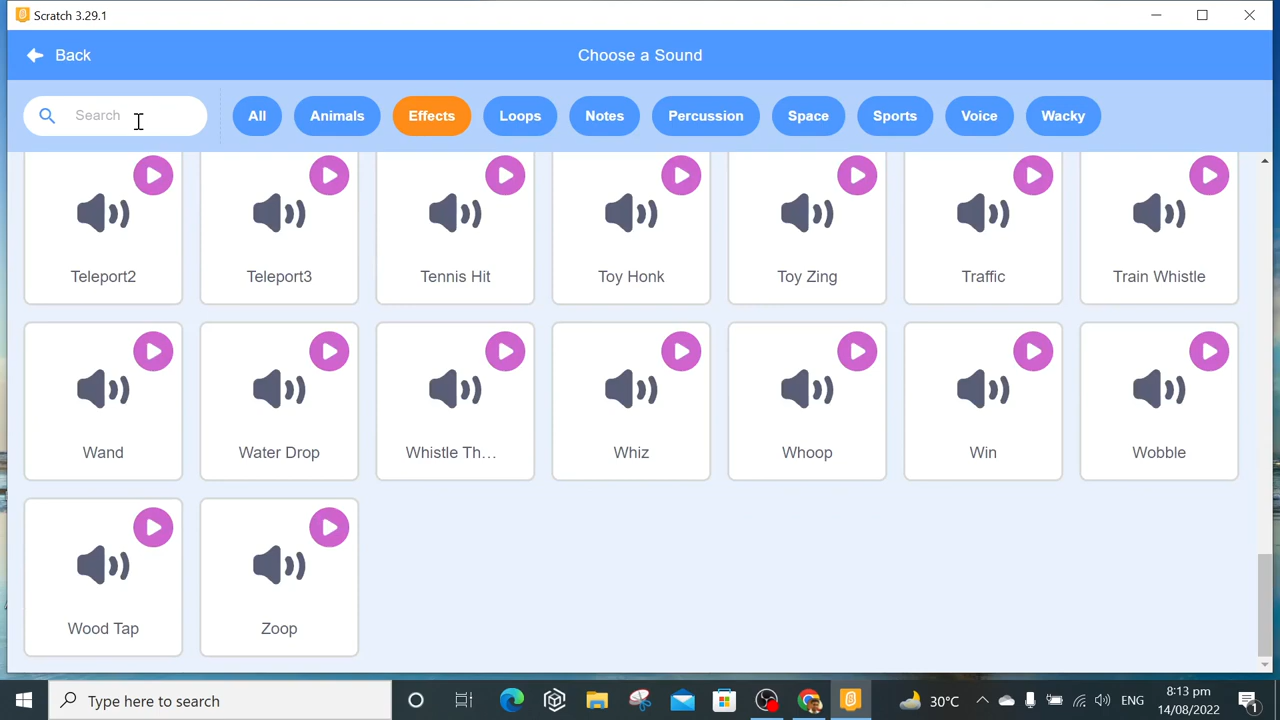 Scratch 3.29.1
Back
Choose a Sound
Search
All
Animals
Effects
Loops
Notes
Percussion
Space
Sports
Voice
Wacky
Teleport2
Teleport3
Tennis Hit
Toy Honk
Toy Zing
Traffic
Train Whistle
Wand
Water Drop
Whistle Th...
Whiz
Whoop
Win
Wobble
Wood Tap
Zoop
Type here to search
30°C
ENG
8:13 pm
14/08/2022
1